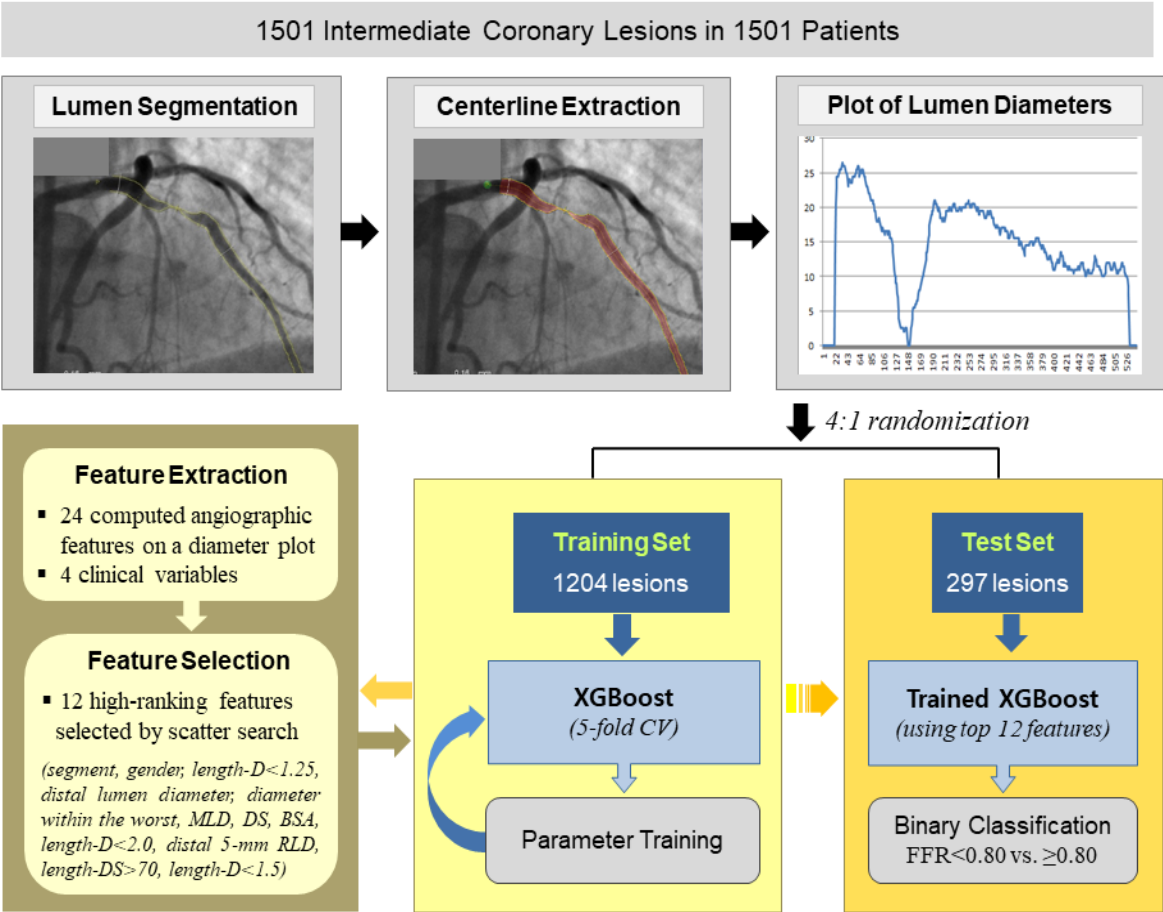 1501 Intermediate Coronary Lesions in 1501 Patients
Lumen Segmentation
Centerline Extraction
Plot of Lumen Diameters
30
25
20
15
10
5
0
1 22 43 64 85 106 127 148 169 190 211 232 253 274 295 316 337 358 379 400 421 442 463 484 505 526
4:1 randomization
Feature Extraction
▪ 24 computed angiographic
features on a diameter plot
▪ 4 clinical variables
Feature Selection
▪ 12 high-ranking features
selected by scatter search
(segment, gender, length-D<1.25,
distal lumen diameter, diameter
within the worst, MLD, DS, BSA,
length-D<2.0, distal 5-mm RLD,
length-DS>70, length-D<1.5)
Training Set
1204 lesions
XGBoost
(5-fold CV)
Parameter Training
Test Set
297 lesions
Trained XGBoost
(using top 12 features)
Binary Classification
FFR<0.80 vs. ≥0.80